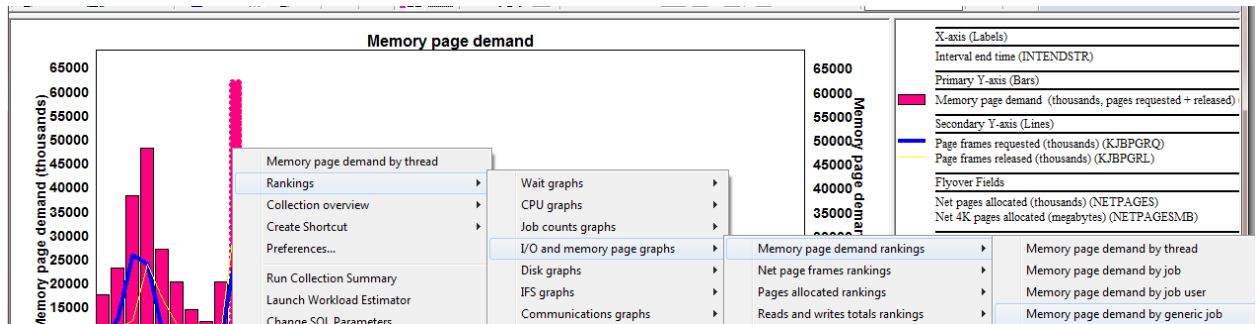 Memory page demand
65000
60000
55000
50000
45000
40000
35000
30000
25000
20000
15000
Memory page demand (thousands)
65000
60000
55000
50000
45000
40000
35000
Memory page
X-axis (Labels)
Interval end time (INTENDSTR)
Primary Y-axis (Bars)
Memory page demand (thousands, pages requested + released)
Secondary Y-axis (Lines)
Page frames requested (thousands) (KJBPGRQ)
Page frames released (thousands) (KJBPGRL)
Flyover Fields
Net pages allocated (thousands) (NETPAGES)
Net 4K pages allocated (megabytes) (NETPAGESMB)
Memory page demand by thread
Rankings
Collection overview
Create Shortcut
Preferences...
Run Collection Summary
Launch Workload Estimator
Change SQL Parameters
Wait graphs
CPU graphs
Job counts graphs
I/O and memory page graphs
Disk graphs
IFS graphs
Communications graphs
Memory page demand rankings
Net page frames rankings
Pages allocated rankings
Reads and writes totals rankings
Memory page demand by thread
Memory page demand by job
Memory page demand by job user
Memory page demand by generic job